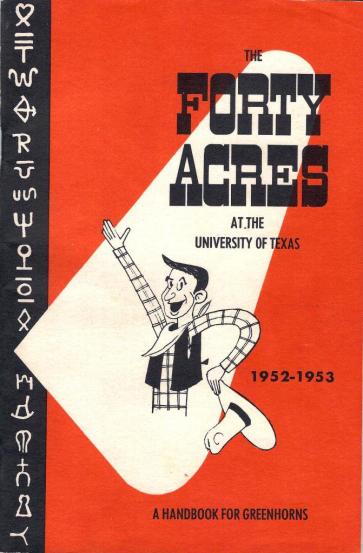 THE
FORTY
ACRES
AT THE
UNIVERSITY OF TEXAS
1952-1953
A HANDBOOK FOR GREENHORNS